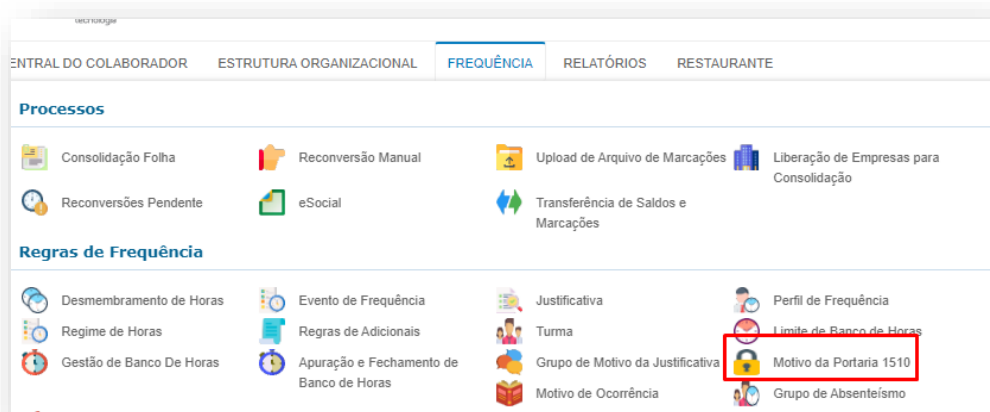 tecnologia
ENTRAL DO COLABORADOR ESTRUTURA ORGANIZACIONAL FREQUÊNCIA RELATÓRIOS RESTAURANTE
Processos
Consolidação Folha Reconversão Manual Upload de Arquivo de Marcações Liberação de Empresas para
Consolidação
Reconversões Pendente eSocial Transferência de Saldos e
Marcações
Regras de Frequência
Desmembramento de Horas Evento de Frequência Justificativa Perfil de Frequência
Regime de Horas Regras de Adicionais Turma Limite de Banco de Horas
Gestão de Banco De Horas Apuração e Fechamento de Grupo de Motivo da Justificativa Motivo da Portaria 1510
Banco de Horas
Motivo de Ocorrência Grupo de Absenteísmo